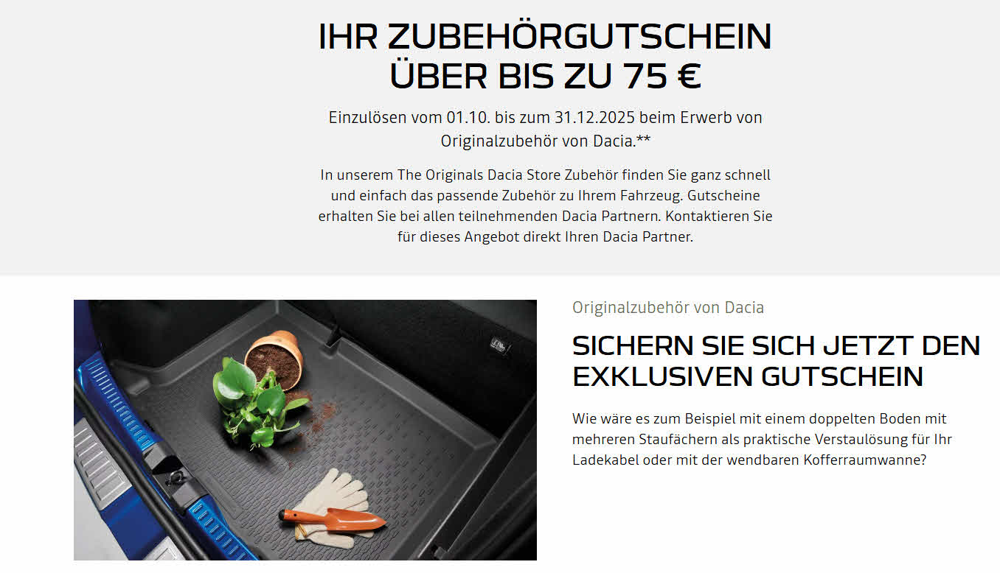 IHR ZUBEHÖRGUTSCHEIN
ÜBER BIS ZU 75 €
Einzulösen vom 01.10. bis zum 31.12.2025 beim Erwerb von
Originalzubehör von Dacia.**
In unserem The Originals Dacia Store Zubehör finden Sie ganz schnell
und einfach das passende Zubehör zu Ihrem Fahrzeug. Gutscheine
erhalten Sie bei allen teilnehmenden Dacia Partnern. Kontaktieren Sie
für dieses Angebot direkt Ihren Dacia Partner.
Originalzubehör von Dacia
SICHERN SIE SICH JETZT DEN
EXKLUSIVEN GUTSCHEIN
Wie wäre es zum Beispiel mit einem doppelten Boden mit
mehreren Staufächern als praktische Verstaulösung für Ihr
Ladekabel oder mit der wendbaren Kofferraumwanne?